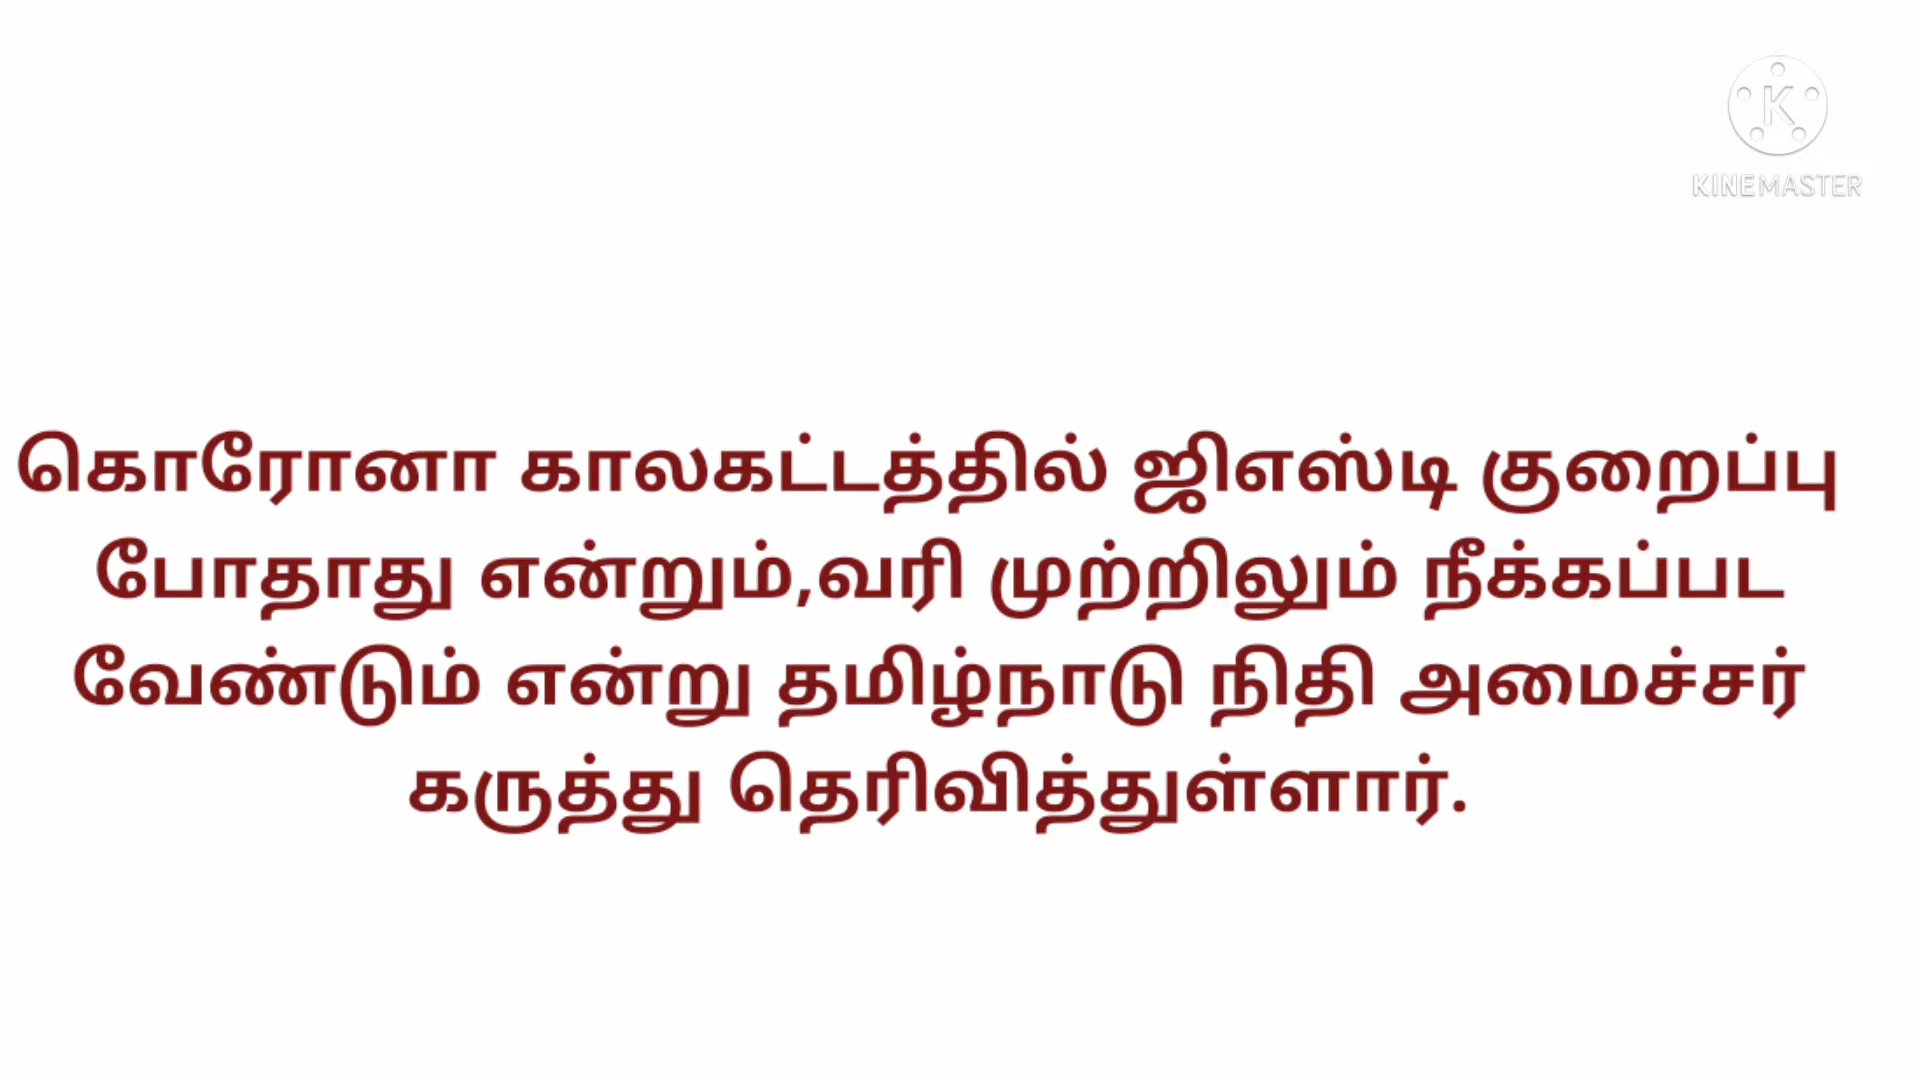 KINEMASTER
கொரோனா காலகட்டத்தில் ஜிஎஸ்டி குறைப்பு
போதாது என்றும்,வரி முற்றிலும் நீக்கப்பட
வேண்டும் என்று தமிழ்நாடு நிதி அமைச்சர்
கருத்து தெரிவித்துள்ளார்.